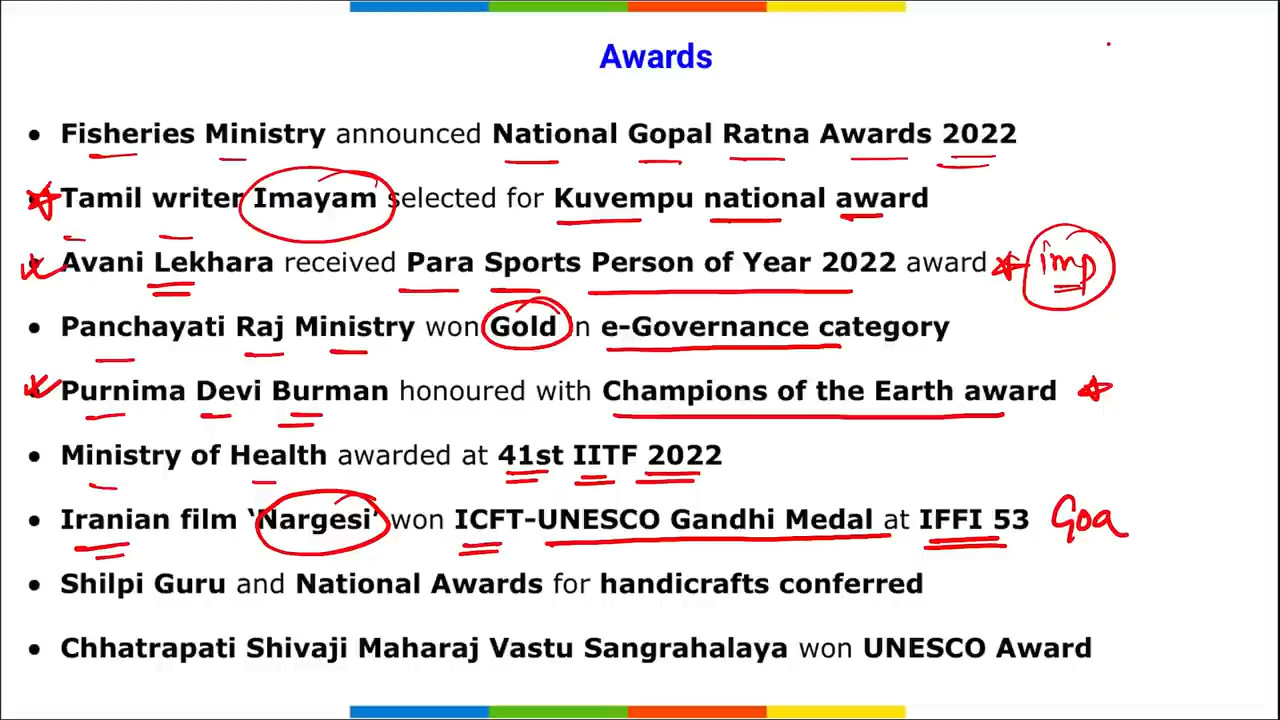 Awards
• Fisheries Ministry announced National Gopal Ratna Awards 2022
• Tamil writer Imayam selected for Kuvempu national award
• Avani Lekhara received Para Sports Person of Year 2022 award imp
• Panchayati Raj Ministry won Gold in e-Governance category
• Purnima Devi Burman honoured with Champions of the Earth award
• Ministry of Health awarded at 41st IITF 2022
• Iranian film ‘Nargesi’ won ICFT-UNESCO Gandhi Medal at IFFI 53 Goa
• Shilpi Guru and National Awards for handicrafts conferred
• Chhatrapati Shivaji Maharaj Vastu Sangrahalaya won UNESCO Award